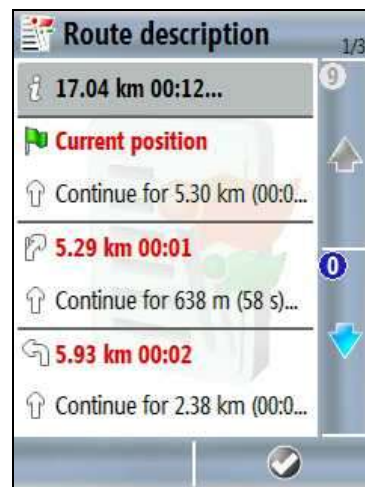 Route description
1/3
17.04 km 00:12...
9
Current position
Continue for 5.30 km (00:0...
5.29 km 00:01
0
Continue for 638 m (58 s)...
5.93 km 00:02
Continue for 2.38 km (00:0...